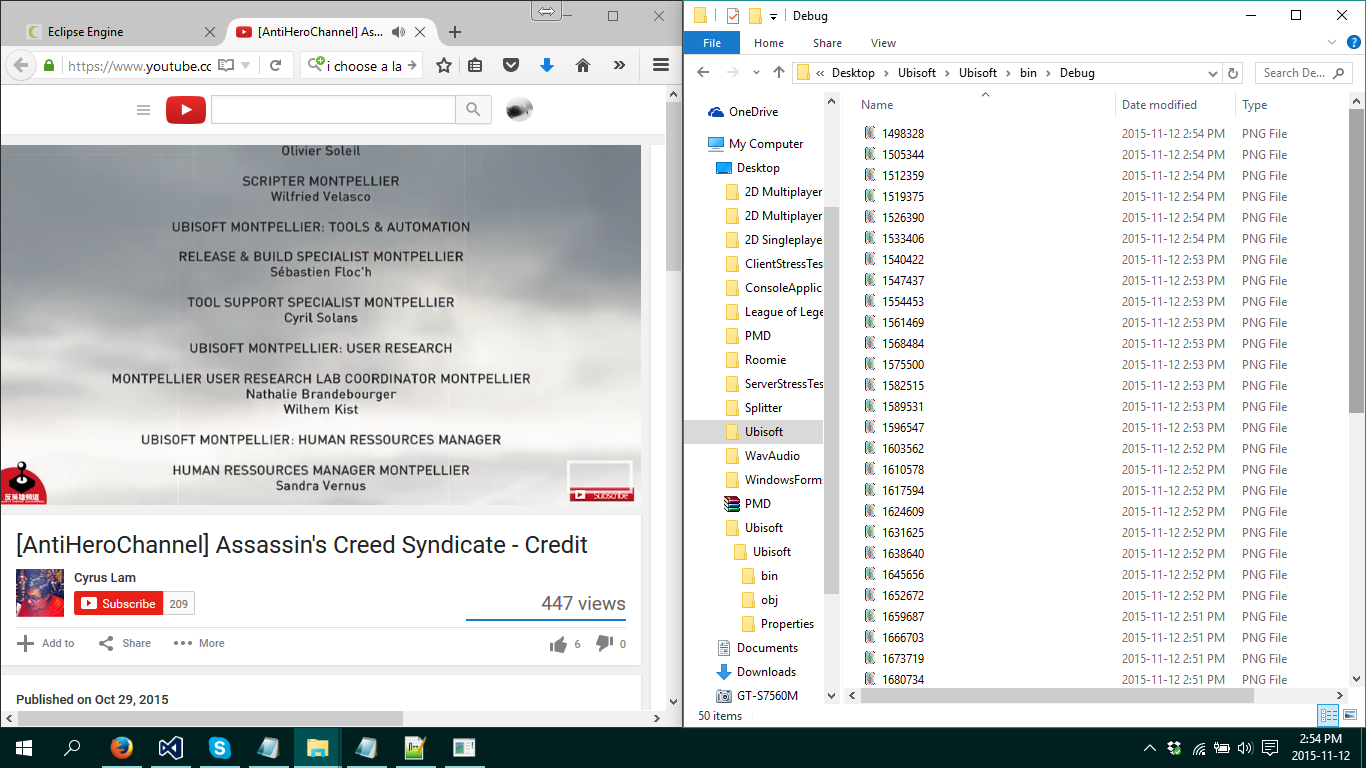 Eclipse Engine
[AntiHeroChannel] As...
https://www.youtube.cc
i choose a la
Olivier Soleil
SCRIPTER MONTPELLIER
Wilfried Velasco
UBISOFT MONTPELLIER: TOOLS & AUTOMATION
RELEASE & BUILD SPECIALIST MONTPELLIER
Sébastien Floc'h
TOOL SUPPORT SPECIALIST MONTPELLIER
Cyril Solans
UBISOFT MONTPELLIER: USER RESEARCH
MONTPELLIER USER RESEARCH LAB COORDINATOR MONTPELLIER
Nathalie Brandebourger
Wilhem Kist
UBISOFT MONTPELLIER: HUMAN RESSOURCES MANAGER
HUMAN RESSOURCES MANAGER MONTPELLIER
Sandra Vernus
反英雄頻道
Subscribe
[AntiHeroChannel] Assassin's Creed Syndicate - Credit
Cyrus Lam
Subscribe 209
447 views
Add to Share More 6 0
Published on Oct 29, 2015
Debug
File Home Share View
« Desktop › Ubisoft › Ubisoft › bin › Debug
Search De...
OneDrive
My Computer
Desktop
2D Multiplayer
2D Multiplayer
2D Singleplaye
ClientStressTes
ConsoleApplic
League of Lege
PMD
Roomie
ServerStressTes
Splitter
Ubisoft
WavAudio
WindowsForm
PMD
Ubisoft
Ubisoft
bin
obj
Properties
Documents
Downloads
GT-S7560M
Name Date modified Type
1498328 2015-11-12 2:54 PM PNG File
1505344 2015-11-12 2:54 PM PNG File
1512359 2015-11-12 2:54 PM PNG File
1519375 2015-11-12 2:54 PM PNG File
1526390 2015-11-12 2:54 PM PNG File
1533406 2015-11-12 2:54 PM PNG File
1540422 2015-11-12 2:53 PM PNG File
1547437 2015-11-12 2:53 PM PNG File
1554453 2015-11-12 2:53 PM PNG File
1561469 2015-11-12 2:53 PM PNG File
1568484 2015-11-12 2:53 PM PNG File
1575500 2015-11-12 2:53 PM PNG File
1582515 2015-11-12 2:53 PM PNG File
1589531 2015-11-12 2:53 PM PNG File
1596547 2015-11-12 2:53 PM PNG File
1603562 2015-11-12 2:52 PM PNG File
1610578 2015-11-12 2:52 PM PNG File
1617594 2015-11-12 2:52 PM PNG File
1624609 2015-11-12 2:52 PM PNG File
1631625 2015-11-12 2:52 PM PNG File
1638640 2015-11-12 2:52 PM PNG File
1645656 2015-11-12 2:52 PM PNG File
1652672 2015-11-12 2:52 PM PNG File
1659687 2015-11-12 2:51 PM PNG File
1666703 2015-11-12 2:51 PM PNG File
1673719 2015-11-12 2:51 PM PNG File
1680734 2015-11-12 2:51 PM PNG File
50 items
2:54 PM
2015-11-12